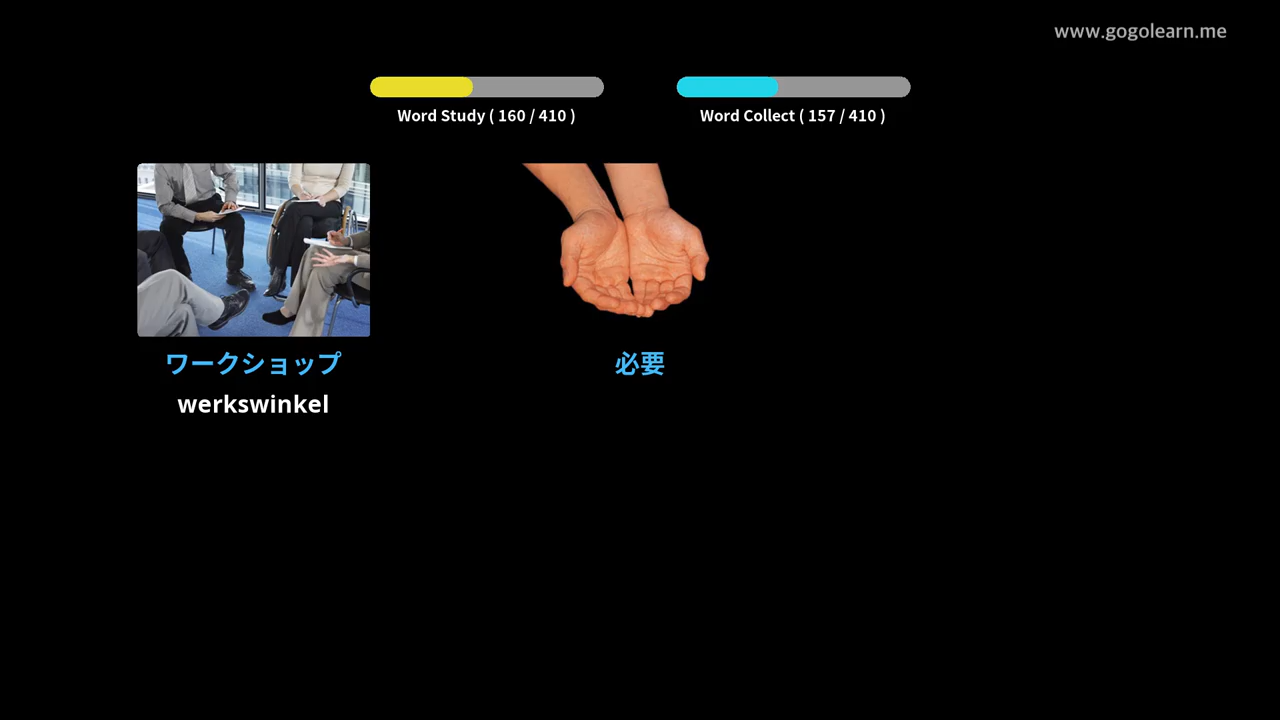 www.gogolearn.me
Word Study ( 160 / 410 )
Word Collect ( 157 / 410 )
ワークショップ
werkswinkel
必要